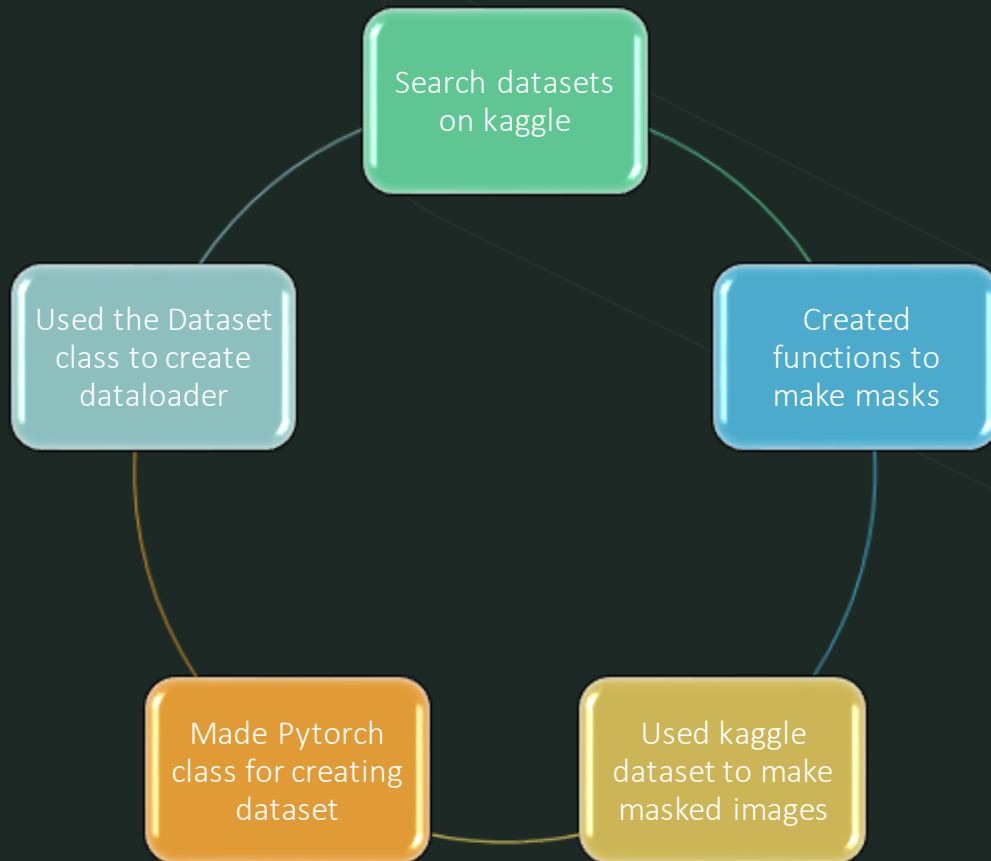 Search datasets
on kaggle
Created
functions to
make masks
Used kaggle
dataset to make
masked images
Made Pytorch
class for creating
dataset
Used the Dataset
class to create
dataloader